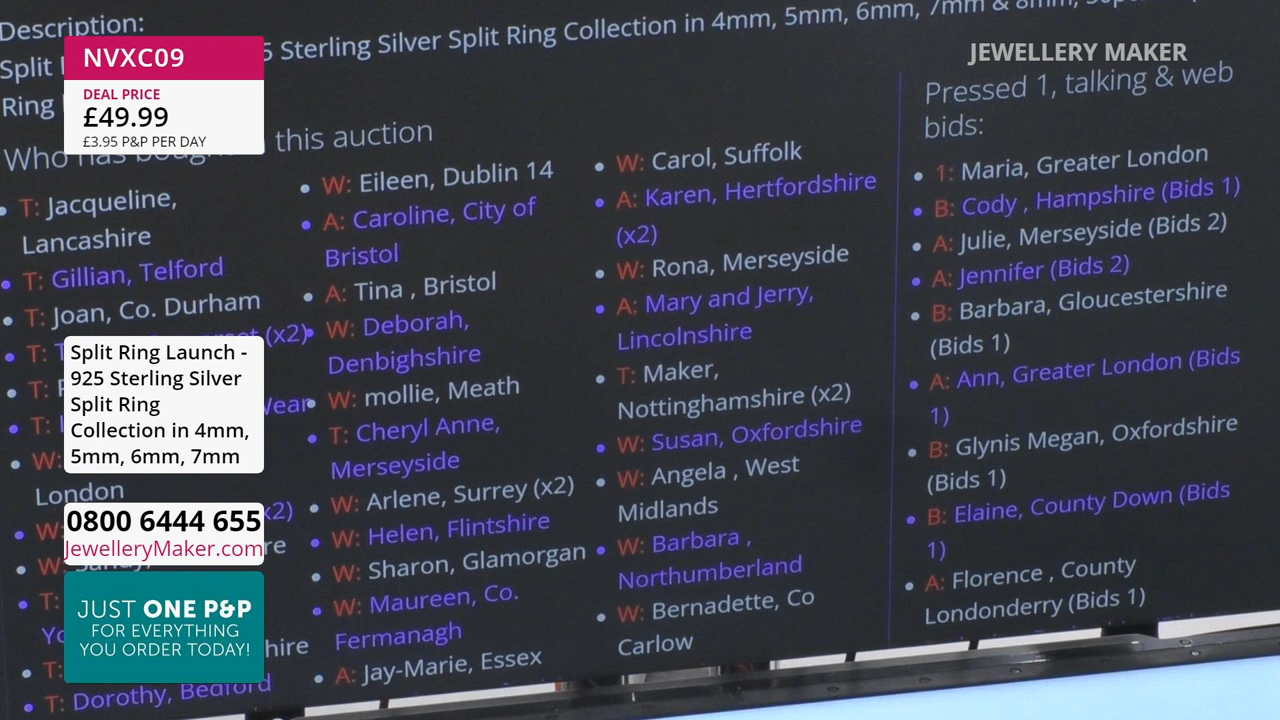 Description:
Split
5 Sterling Silver Split Ring Collection in 4mm, 5mm, 6mm, 7mm & 8mm,
Ring
Who has bought
this auction
T: Jacqueline,
Lancashire
T: Gillian, Telford
T: Joan, Co. Durham
T:
(x2)
T:
T:
Wear
W:
London
W:
x2)
W: Sandy,
T:
T:
hire
T: Dorothy, Bedford
W: Eileen, Dublin 14
A: Caroline, City of
Bristol
A: Tina , Bristol
W: Deborah,
Denbighshire
W: mollie, Meath
T: Cheryl Anne,
Merseyside
W: Arlene, Surrey (x2)
W: Helen, Flintshire
W: Sharon, Glamorgan
W: Maureen, Co.
Fermanagh
A: Jay-Marie, Essex
W: Carol, Suffolk
A: Karen, Hertfordshire
(x2)
W: Rona, Merseyside
A: Mary and Jerry,
Lincolnshire
T: Maker,
Nottinghamshire (x2)
W: Susan, Oxfordshire
W: Angela , West
Midlands
W: Barbara ,
Northumberland
W: Bernadette, Co
Carlow
JEWELLERY MAKER
Pressed 1, talking & web
bids:
1: Maria, Greater London
B: Cody , Hampshire (Bids 1)
A: Julie, Merseyside (Bids 2)
A: Jennifer (Bids 2)
B: Barbara, Gloucestershire
(Bids 1)
A: Ann, Greater London (Bids
1)
B: Glynis Megan, Oxfordshire
(Bids 1)
B: Elaine, County Down (Bids
1)
A: Florence , County
Londonderry (Bids 1)
NVXC09
DEAL PRICE
£49.99
£3.95 P&P PER DAY
Split Ring Launch -
925 Sterling Silver
Split Ring
Collection in 4mm,
5mm, 6mm, 7mm
0800 6444 655
JewelleryMaker.com
JUST ONE P&P
FOR EVERYTHING
YOU ORDER TODAY!